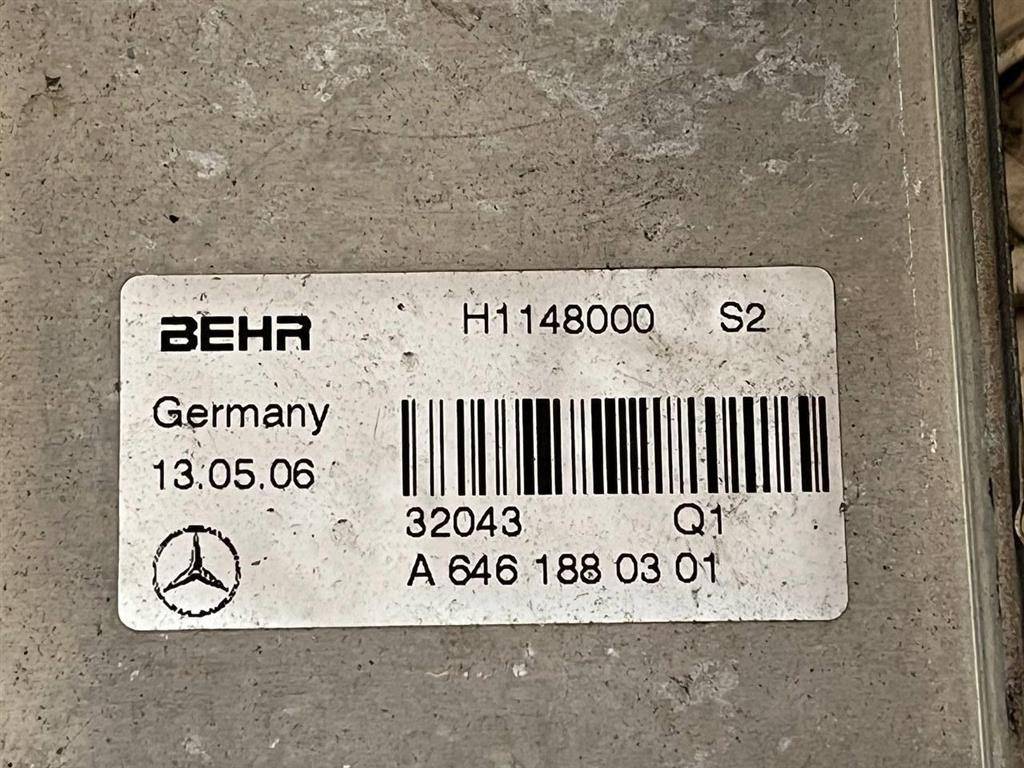 BEHR H1148000 S2
Germany
13.05.06
32043 Q1
A 646 188 03 01